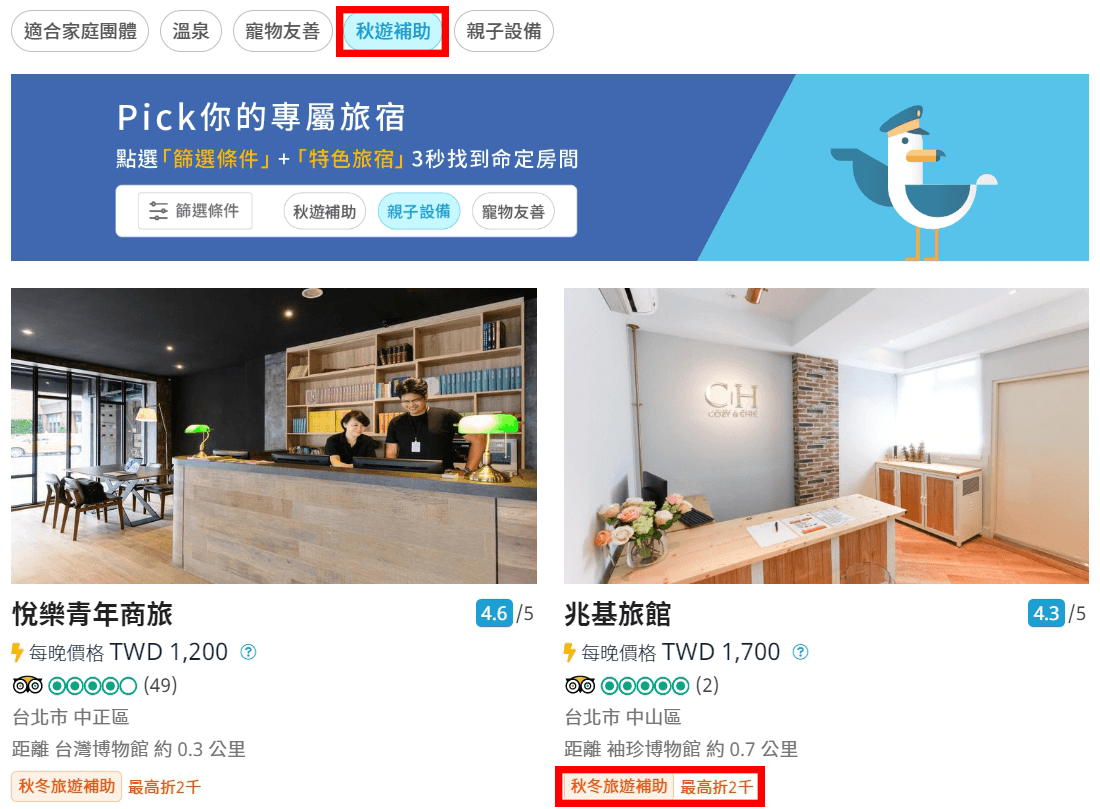 適合家庭團體 溫泉 寵物友善 秋遊補助 親子設備
Pick你的專屬旅宿
點選「篩選條件」+「特色旅宿」3秒找到命定房間
篩選條件 秋遊補助 親子設備 寵物友善
CH
COZY & CHIC
悅樂青年商旅 4.6/5
每晚價格 TWD 1,200 ?
(49)
台北市 中正區
距離 台灣博物館 約 0.3 公里
秋冬旅遊補助 最高折2千
兆基旅館 4.3/5
每晚價格 TWD 1,700 ?
(2)
台北市 中山區
距離 袖珍博物館 約 0.7 公里
秋冬旅遊補助 最高折2千